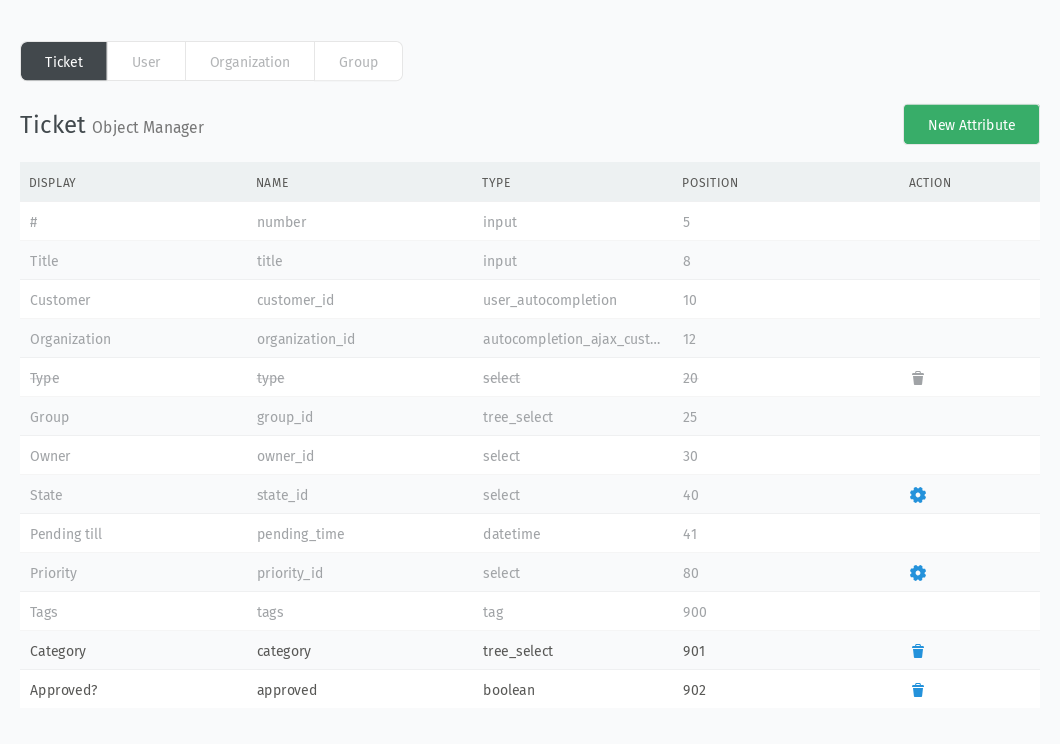 Ticket User Organization Group
Ticket Object Manager New Attribute
DISPLAY NAME TYPE POSITION ACTION
# number input 5
Title title input 8
Customer customer_id user_autocompletion 10
Organization organization_id autocompletion_ajax_cust... 12
Type type select 20
Group group_id tree_select 25
Owner owner_id select 30
State state_id select 40
Pending till pending_time datetime 41
Priority priority_id select 80
Tags tags tag 900
Category category tree_select 901
Approved? approved boolean 902